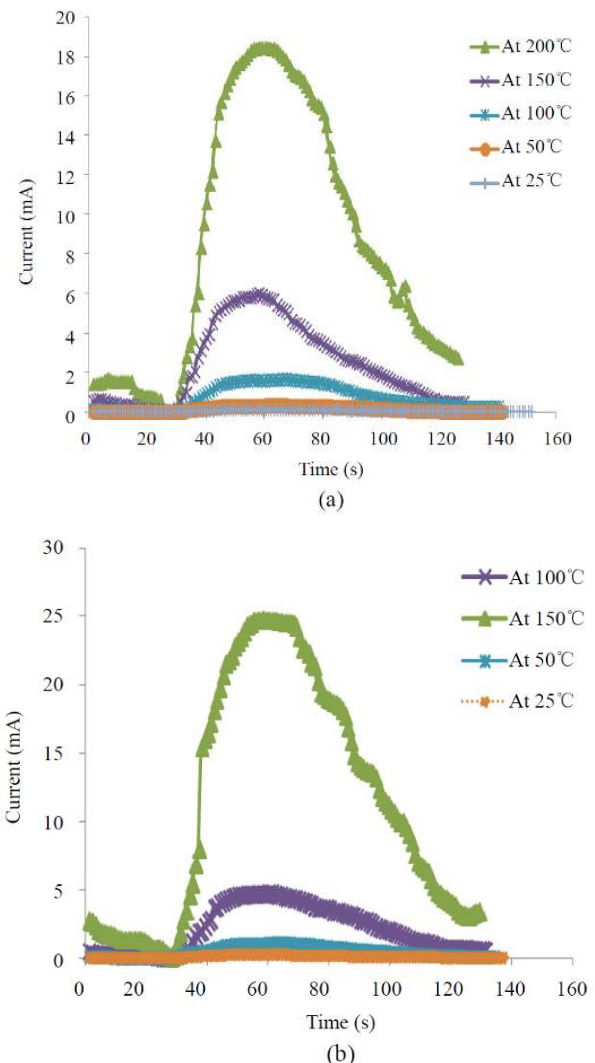 20
18
16
14
12
10
8
6
4
2
0
Current (mA)
At 200℃
At 150℃
At 100℃
At 50℃
At 25℃
0 20 40 60 80 100 120 140 160
Time (s)
(a)
30
25
20
15
10
5
0
Current (mA)
At 100℃
At 150℃
At 50℃
At 25℃
0 20 40 60 80 100 120 140 160
Time (s)
(b)